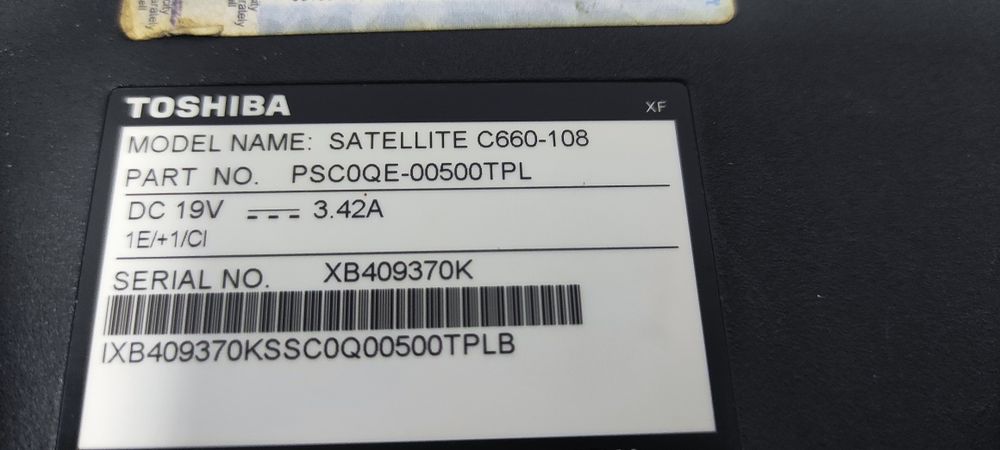 TOSHIBA XF
MODEL NAME: SATELLITE C660-108
PART NO. PSC0QE-00500TPL
DC 19V 3.42A
1E/+1/CI
SERIAL NO. XB409370K
IXB409370KSSC0Q00500TPLB